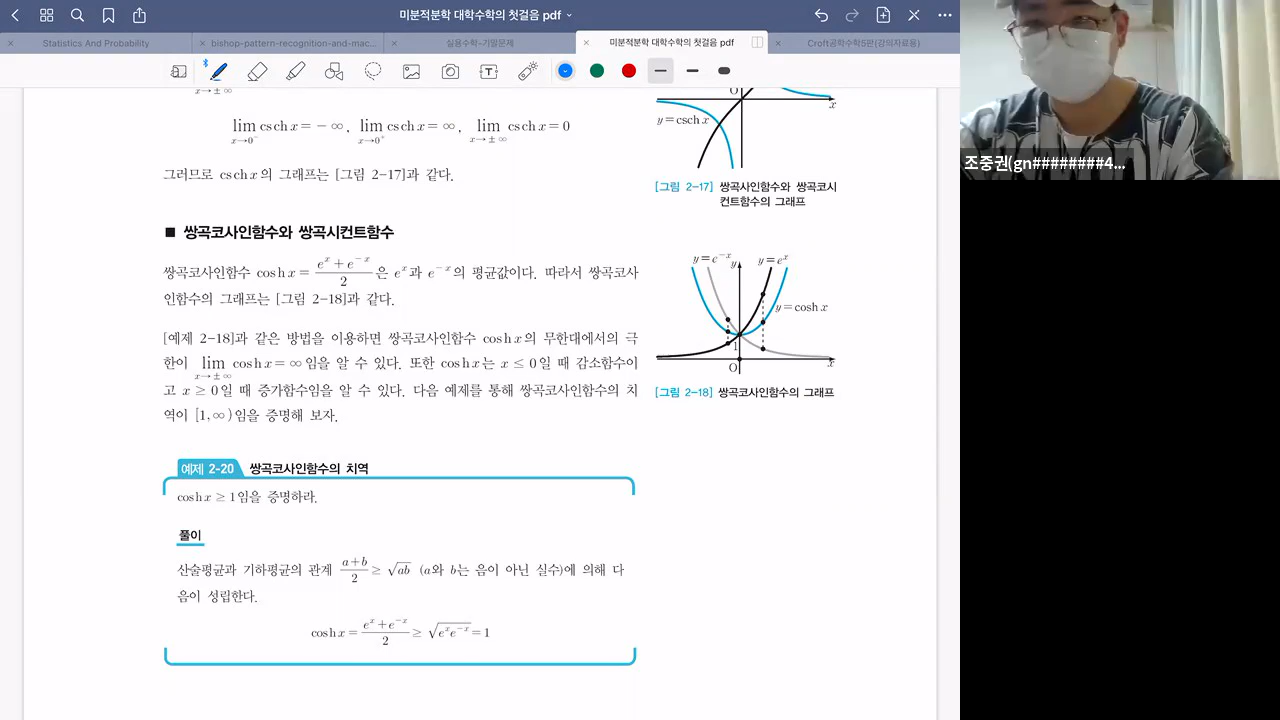 미분적분학 대학수학의 첫걸음 pdf
Statistics And Probability
bishop-pattern-recognition-and-mac...
실용수학-기말문제
미분적분학 대학수학의 첫걸음 pdf
Croft공학수학5판(강의자료용)
조중권(gn########4...
x→±∞
lim csch x = −∞, lim csch x = ∞, lim csch x = 0
x→0⁻ x→0⁺ x→±∞
그러므로 csch x의 그래프는 [그림 2-17]과 같다.
O
x
y = csch x
[그림 2-17] 쌍곡사인함수와 쌍곡코시
컨트함수의 그래프
■ 쌍곡코사인함수와 쌍곡시컨트함수
쌍곡코사인함수 cosh x = (eˣ + e⁻ˣ)/2 은 eˣ과 e⁻ˣ의 평균값이다. 따라서 쌍곡코사
인함수의 그래프는 [그림 2-18]과 같다.
[예제 2-18]과 같은 방법을 이용하면 쌍곡코사인함수 cosh x의 무한대에서의 극
한이 lim cosh x = ∞임을 알 수 있다. 또한 cosh x는 x ≤ 0일 때 감소함수이
x→±∞
고 x ≥ 0일 때 증가함수임을 알 수 있다. 다음 예제를 통해 쌍곡코사인함수의 치
역이 [1, ∞)임을 증명해 보자.
y = e⁻ˣ y y = eˣ
y = cosh x
1
O x
[그림 2-18] 쌍곡코사인함수의 그래프
예제 2-20 쌍곡코사인함수의 치역
cosh x ≥ 1임을 증명하라.
풀이
산술평균과 기하평균의 관계 (a+b)/2 ≥ √ab (a와 b는 음이 아닌 실수)에 의해 다
음이 성립한다.
cosh x = (eˣ + e⁻ˣ)/2 ≥ √(eˣe⁻ˣ) = 1